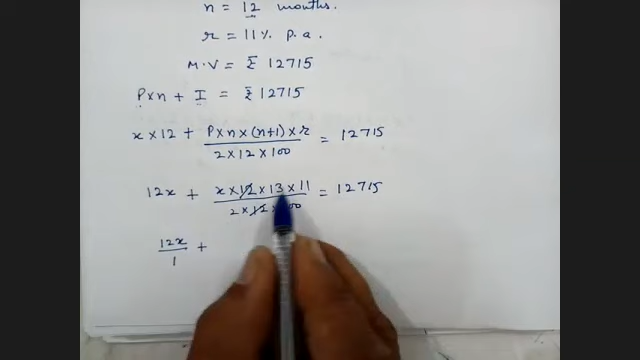 n = 12 months.
r = 11% p.a.
M.V = ₹ 12715
P×n + I = ₹ 12715
x × 12 + P×n×(n+1)×r / 2×12×100 = 12715
12x + x×12×13×11 / 2×12×100 = 12715
12x / 1 +